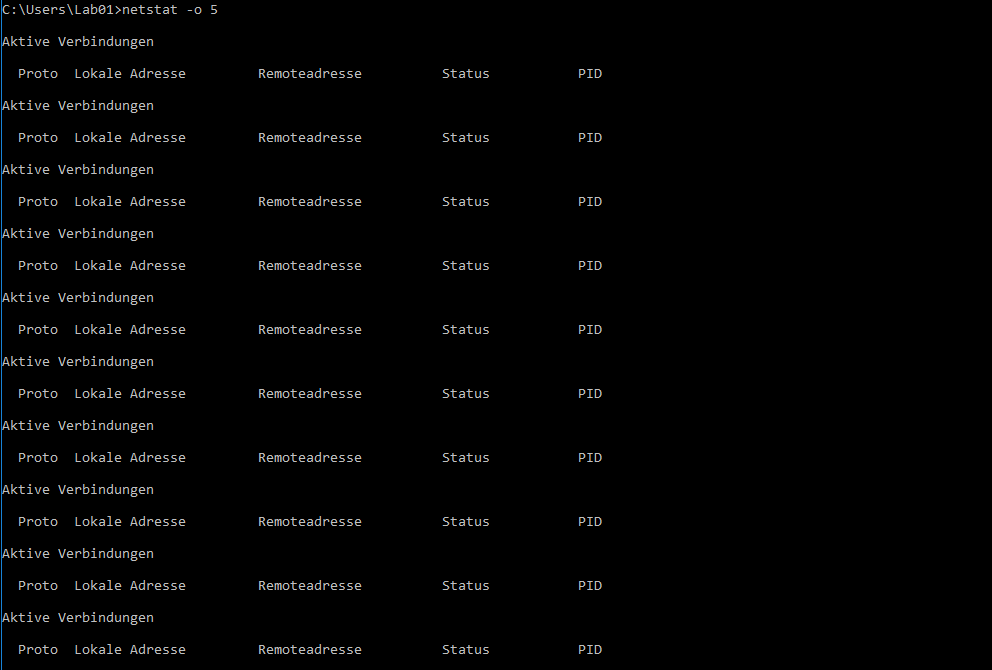 C:\Users\Lab01>netstat -o 5
Aktive Verbindungen
Proto Lokale Adresse Remoteadresse Status PID
Aktive Verbindungen
Proto Lokale Adresse Remoteadresse Status PID
Aktive Verbindungen
Proto Lokale Adresse Remoteadresse Status PID
Aktive Verbindungen
Proto Lokale Adresse Remoteadresse Status PID
Aktive Verbindungen
Proto Lokale Adresse Remoteadresse Status PID
Aktive Verbindungen
Proto Lokale Adresse Remoteadresse Status PID
Aktive Verbindungen
Proto Lokale Adresse Remoteadresse Status PID
Aktive Verbindungen
Proto Lokale Adresse Remoteadresse Status PID
Aktive Verbindungen
Proto Lokale Adresse Remoteadresse Status PID
Aktive Verbindungen
Proto Lokale Adresse Remoteadresse Status PID